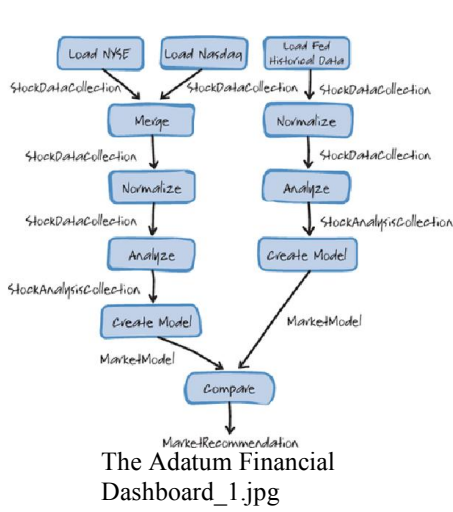 Load NYSE
Load Nasdaq
Load Fed
Historical Data
StockDataCollection
StockDataCollection
StockDataCollection
Merge
Normalize
StockDataCollection
StockDataCollection
Normalize
Analyze
StockDataCollection
StockAnalysisCollection
Analyze
Create Model
StockAnalysisCollection
Create Model
MarketModel
MarketModel
Compare
MarketRecommendation
The Adatum Financial
Dashboard_1.jpg